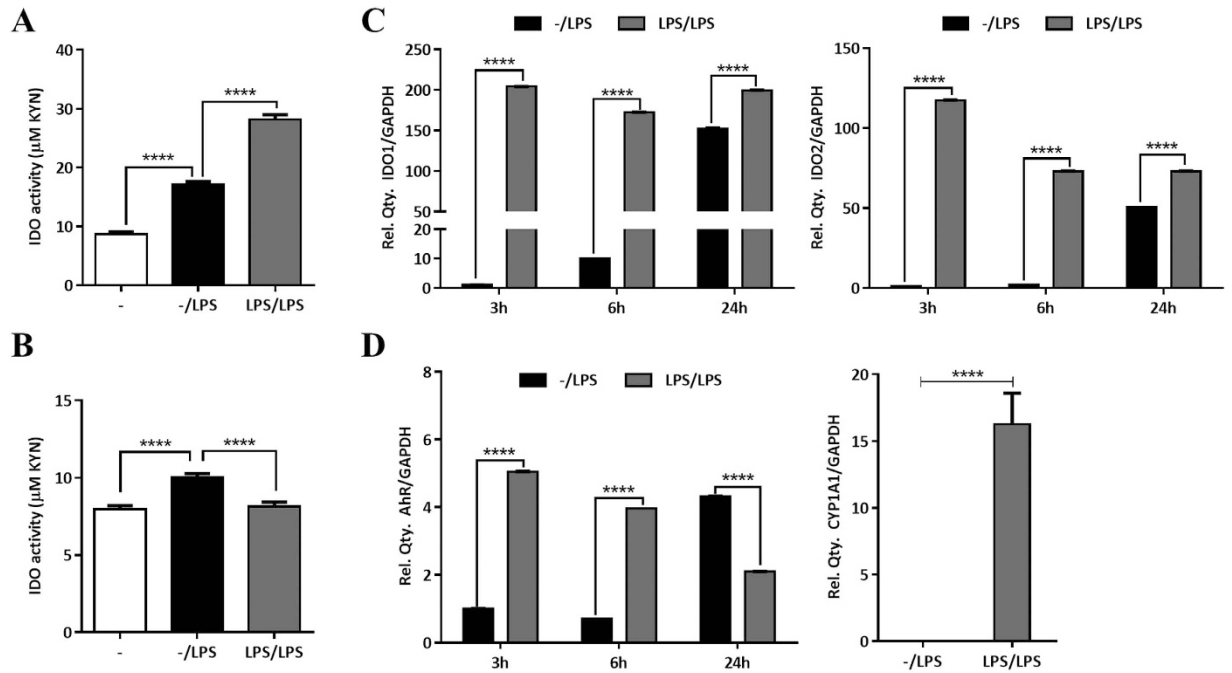 A
IDO activity (µM KYN)
40
30
20
10
0
****
****
-
-/LPS
LPS/LPS
C
-/LPS
LPS/LPS
Rel. Qty. IDO1/GAPDH
250
200
150
100
50
20
10
0
****
****
****
3h
6h
24h
-/LPS
LPS/LPS
Rel. Qty. IDO2/GAPDH
150
100
50
0
****
****
****
3h
6h
24h
B
IDO activity (µM KYN)
15
10
5
0
****
****
-
-/LPS
LPS/LPS
D
-/LPS
LPS/LPS
Rel. Qty. AhR/GAPDH
8
6
4
2
0
****
****
****
3h
6h
24h
Rel. Qty. CYP1A1/GAPDH
20
15
10
5
0
****
-/LPS
LPS/LPS